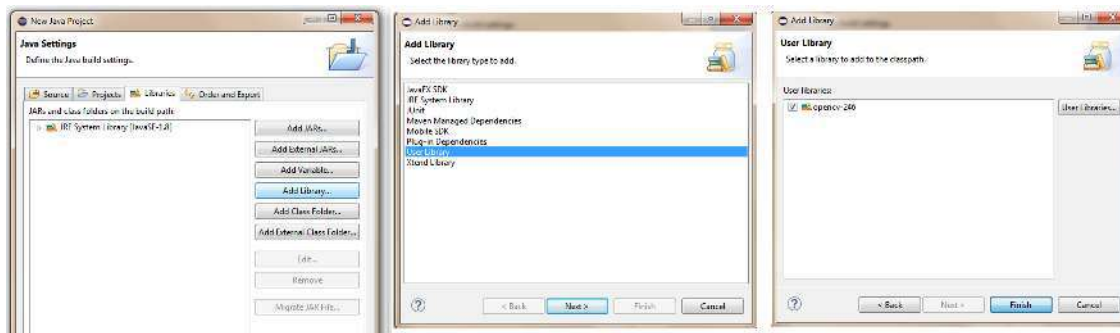 New Java Project
Java Settings
Define the Java build settings.
Source Projects Libraries Order and Export
JARs and class folders on the build path:
JRE System Library [JavaSE-1.8]
Add JARs...
Add External JARs...
Add Variable...
Add Library...
Add Class Folder...
Add External Class Folder...
Edit...
Remove
Migrate JAR File...
Add Library
Add Library
Select the library type to add.
JavaFX SDK
JRE System Library
JUnit
Maven Managed Dependencies
Mobile SDK
Plug-in Dependencies
User Library
Xtend Library
< Back Next > Finish Cancel
Add Library
User Library
Select a library to add to the classpath.
User libraries:
opencv-246
User Libraries...
< Back Next > Finish Cancel